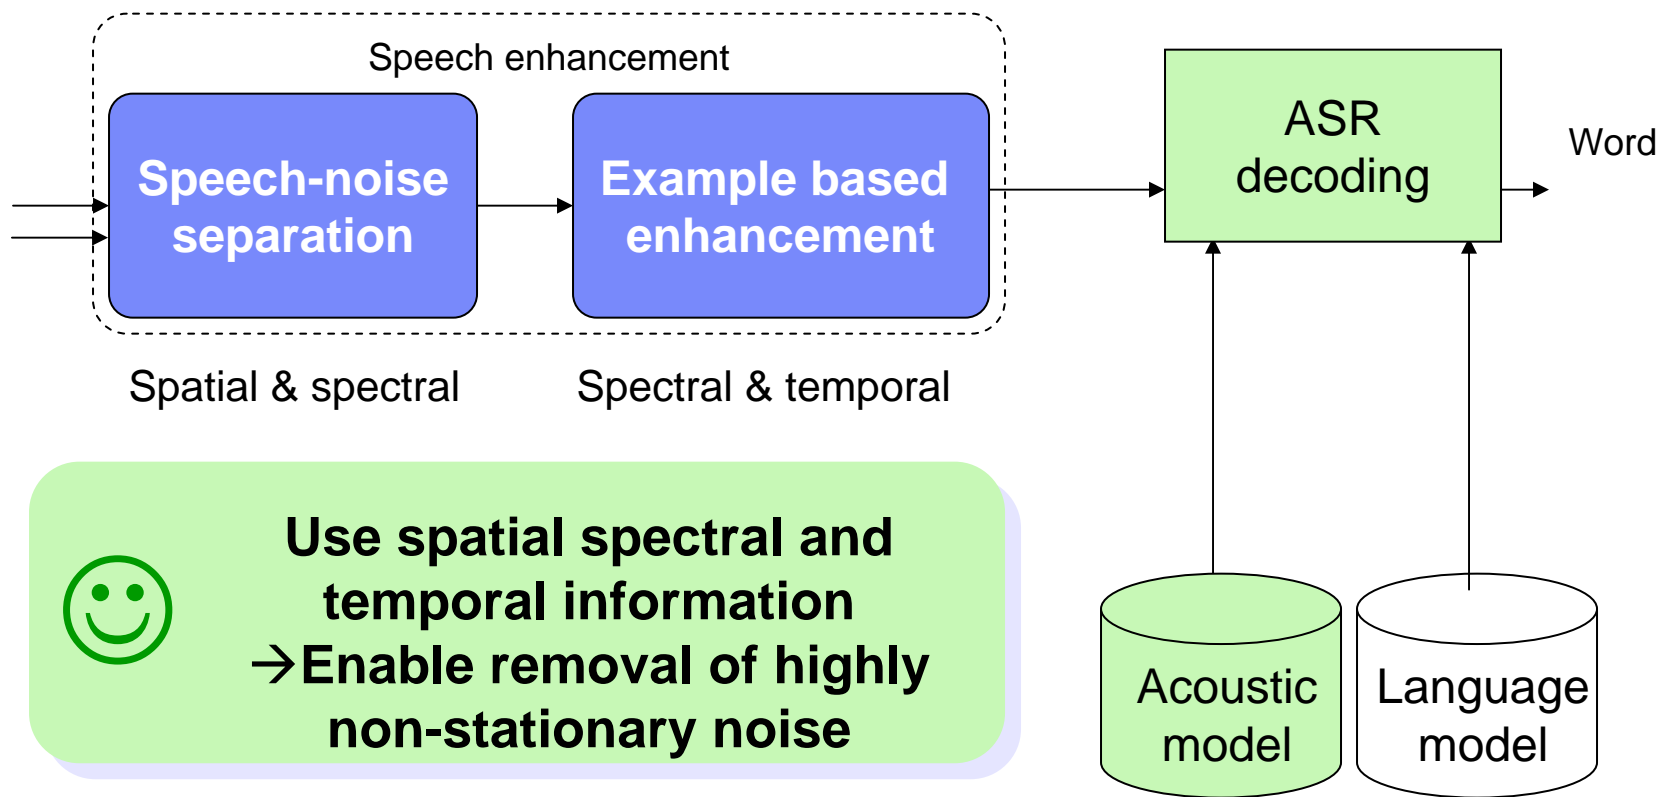 Speech enhancement
Speech-noise
separation
Example based
enhancement
ASR
decoding
Word
Spatial & spectral
Spectral & temporal
Use spatial spectral and
temporal information
→Enable removal of highly
non-stationary noise
Acoustic
model
Language
model